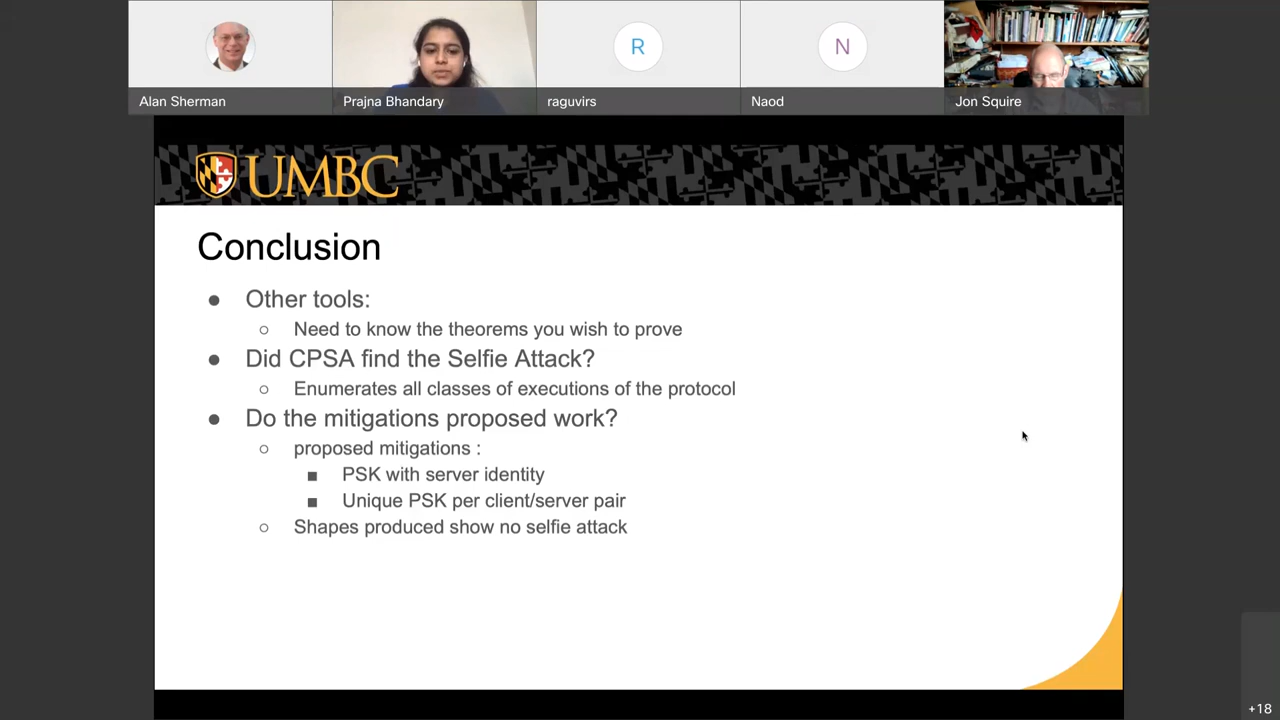 R
N
Alan Sherman
Prajna Bhandary
raguvirs
Naod
Jon Squire
UMBC
Conclusion
● Other tools:
○ Need to know the theorems you wish to prove
● Did CPSA find the Selfie Attack?
○ Enumerates all classes of executions of the protocol
● Do the mitigations proposed work?
○ proposed mitigations :
■ PSK with server identity
■ Unique PSK per client/server pair
○ Shapes produced show no selfie attack
+18